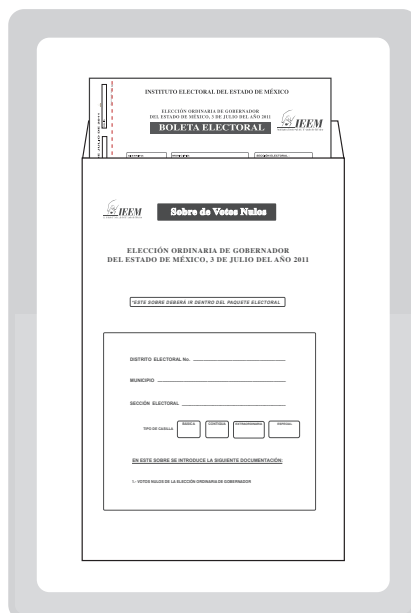 INSTITUTO ELECTORAL DEL ESTADO DE MÉXICO
ELECCIÓN ORDINARIA DE GOBERNADOR
DEL ESTADO DE MÉXICO, 3 DE JULIO DEL AÑO 2011
BOLETA ELECTORAL
IEEM
IEEM
Sobre de Votos Nulos
ELECCIÓN ORDINARIA DE GOBERNADOR
DEL ESTADO DE MÉXICO, 3 DE JULIO DEL AÑO 2011
*ESTE SOBRE DEBERÁ IR DENTRO DEL PAQUETE ELECTORAL
DISTRITO ELECTORAL No.
MUNICIPIO
SECCIÓN ELECTORAL
TIPO DE CASILLA BÁSICA CONTIGUA EXTRAORDINARIA ESPECIAL
EN ESTE SOBRE SE INTRODUCE LA SIGUIENTE DOCUMENTACIÓN:
1.- VOTOS NULOS DE LA ELECCIÓN ORDINARIA DE GOBERNADOR